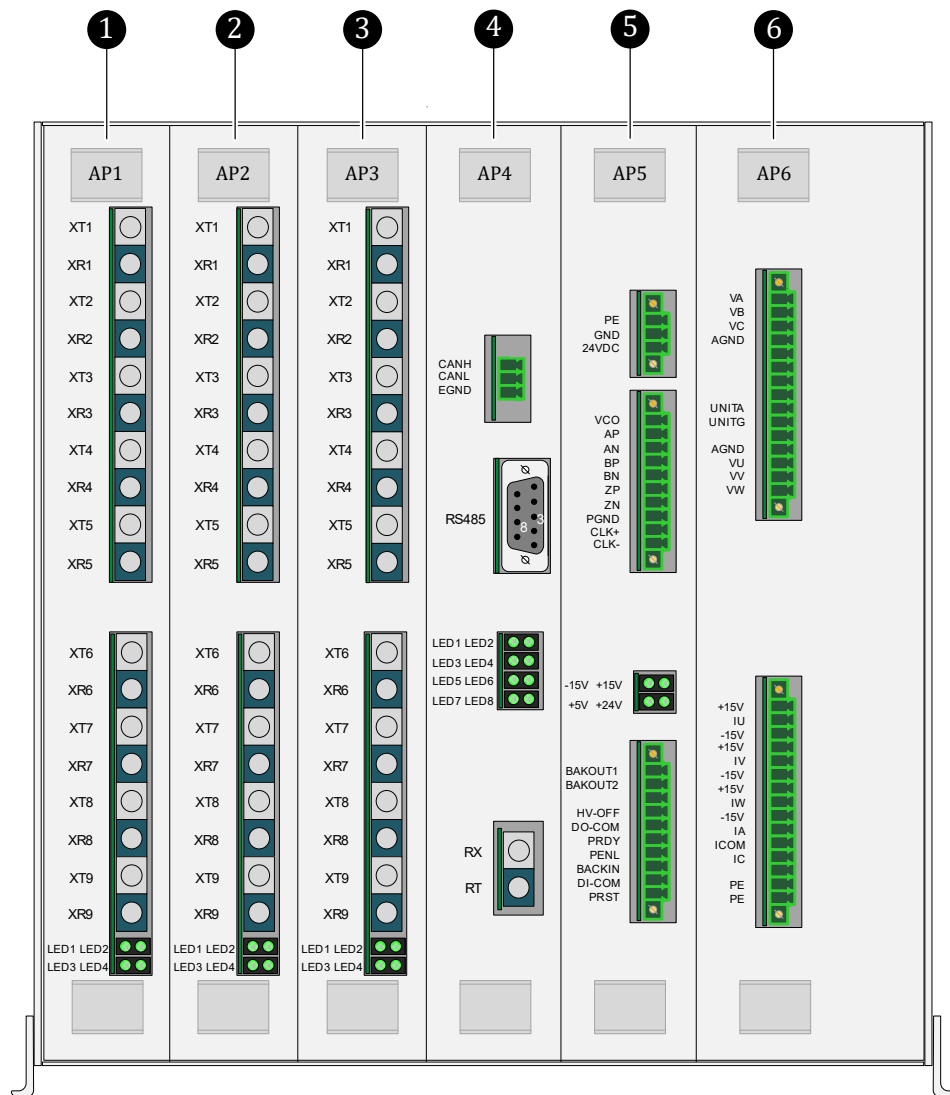 1 2 3 4 5 6
AP1 AP2 AP3 AP4 AP5 AP6
XT1
XR1
XT2
XR2
XT3
XR3
XT4
XR4
XT5
XR5
XT6
XR6
XT7
XR7
XT8
XR8
XT9
XR9
LED1 LED2
LED3 LED4
XT1
XR1
XT2
XR2
XT3
XR3
XT4
XR4
XT5
XR5
XT6
XR6
XT7
XR7
XT8
XR8
XT9
XR9
LED1 LED2
LED3 LED4
XT1
XR1
XT2
XR2
XT3
XR3
XT4
XR4
XT5
XR5
XT6
XR6
XT7
XR7
XT8
XR8
XT9
XR9
LED1 LED2
LED3 LED4
CANH
CANL
EGND
RS485
8 3
LED1 LED2
LED3 LED4
LED5 LED6
LED7 LED8
RX
RT
PE
GND
24VDC
VCO
AP
AN
BP
BN
ZP
ZN
PGND
CLK+
CLK-
-15V +15V
+5V +24V
BAKOUT1
BAKOUT2
HV-OFF
DO-COM
PRDY
PENL
BACKIN
DI-COM
PRST
VA
VB
VC
AGND
UNITA
UNITG
AGND
VU
VV
VW
+15V
IU
-15V
+15V
IV
-15V
+15V
IW
-15V
IA
ICOM
IC
PE
PE